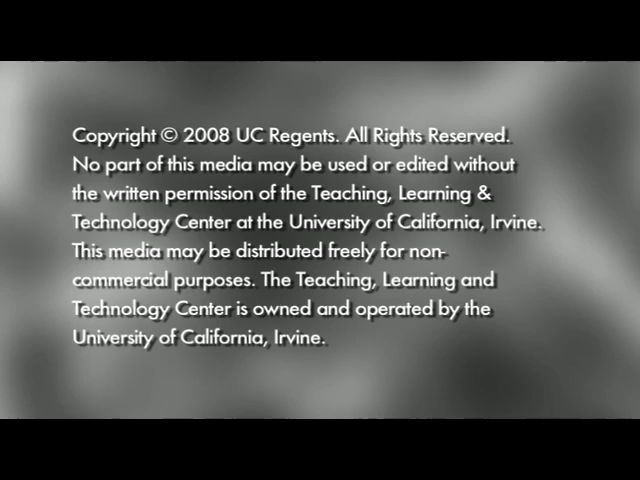 Copyright © 2008 UC Regents. All Rights Reserved.
No part of this media may be used or edited without
the written permission of the Teaching, Learning &
Technology Center at the University of California, Irvine.
This media may be distributed freely for non-
commercial purposes. The Teaching, Learning and
Technology Center is owned and operated by the
University of California, Irvine.